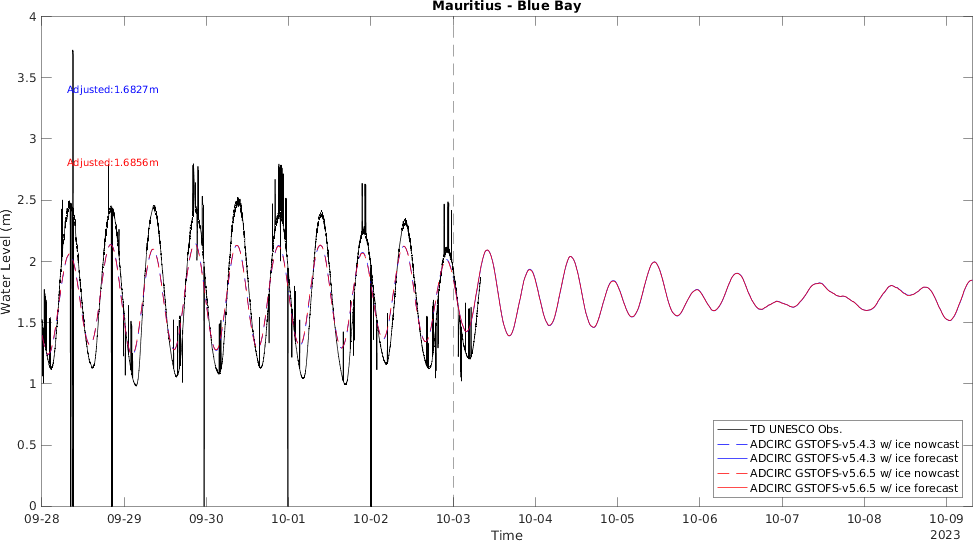 Mauritius - Blue Bay
4
3.5
3
2.5
2
1.5
1
0.5
0
Water Level (m)
Adjusted:1.6827m
Adjusted:1.6856m
TD UNESCO Obs.
ADCIRC GSTOFS-v5.4.3 w/ ice nowcast
ADCIRC GSTOFS-v5.4.3 w/ ice forecast
ADCIRC GSTOFS-v5.6.5 w/ ice nowcast
ADCIRC GSTOFS-v5.6.5 w/ ice forecast
09-28 09-29 09-30 10-01 10-02 10-03 10-04 10-05 10-06 10-07 10-08 10-09
2023
Time